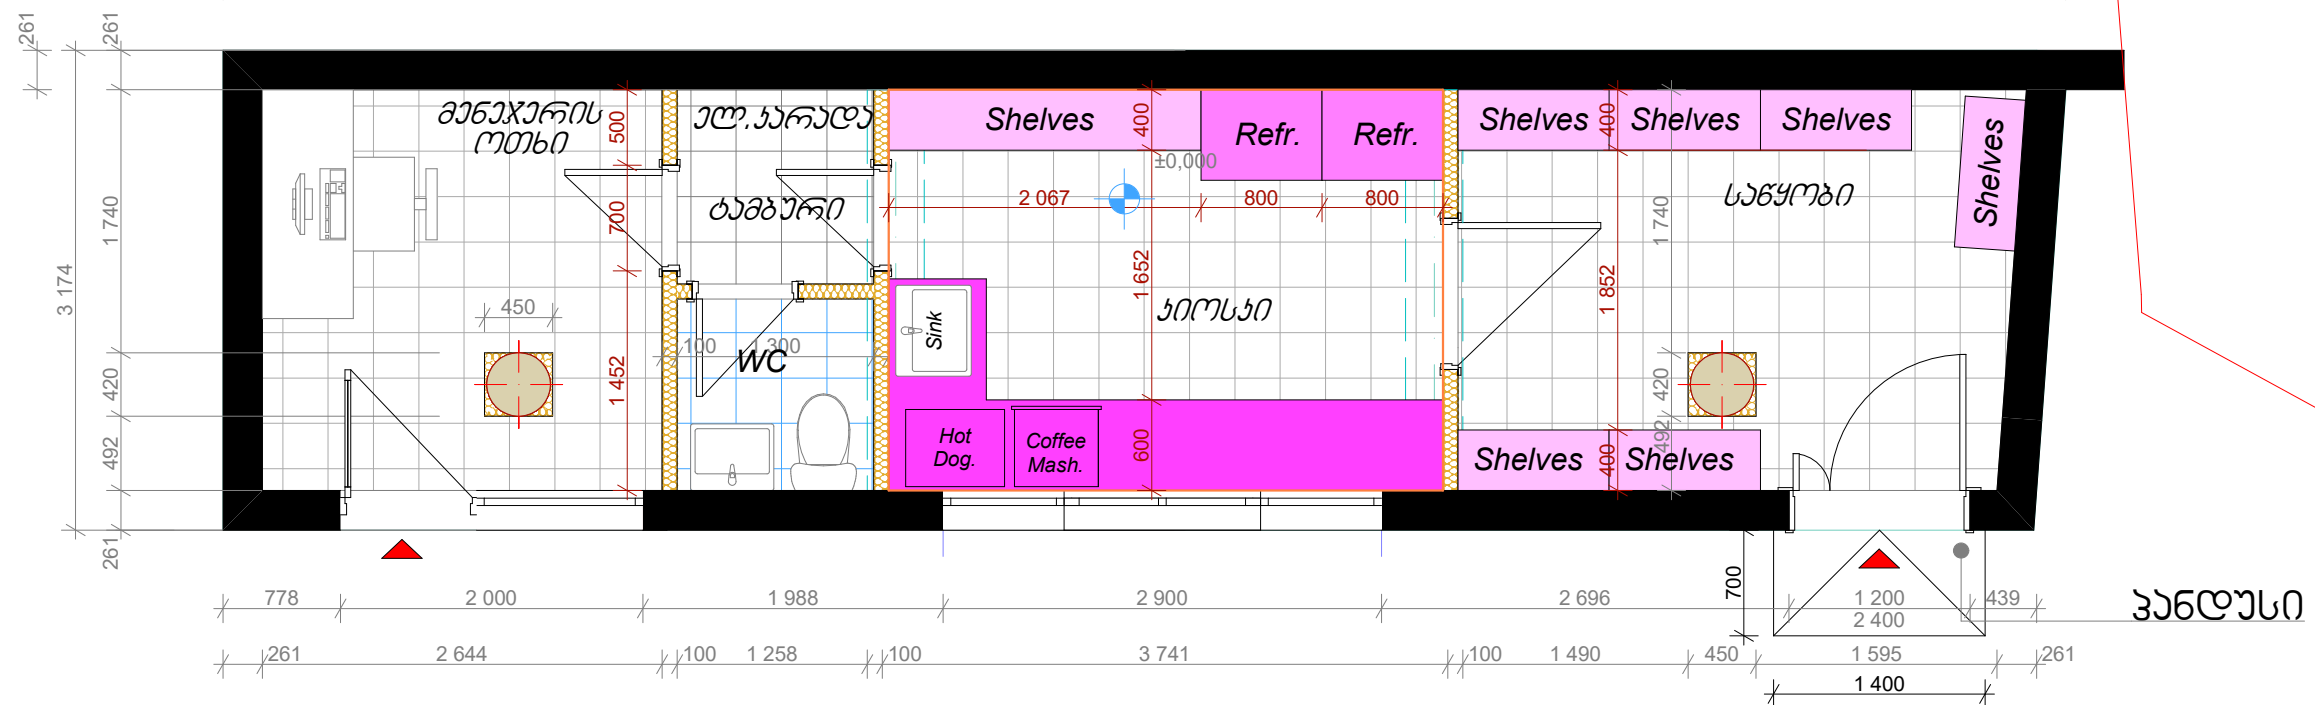 261
261
მენეჯერის
ოთხი
ელ.კარადა
Shelves
Refr.
Refr.
Shelves
Shelves
Shelves
Shelves
500
400
400
±0,000
ტამბური
საწყობი
2 067
800
800
1 740
700
1 740
3 174
1 652
1 852
450
კიოსკი
Sink
100
1 300
WC
420
1 452
420
492
600
492
400
Hot
Dog.
Coffee
Mash.
Shelves
Shelves
261
700
778
2 000
1 988
2 900
2 696
1 200
439
2 400
პანდუსი
261
2 644
100
1 258
100
3 741
100
1 490
450
1 595
261
1 400